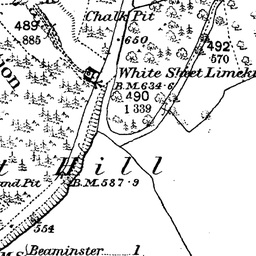 489
885
Chalk Pit
650
492
570
White Sheet Limeki
B.M. 634.6
490
1.339
Hill
and Pit
B.M. 587.9
554
Beaminster 1
M.S.